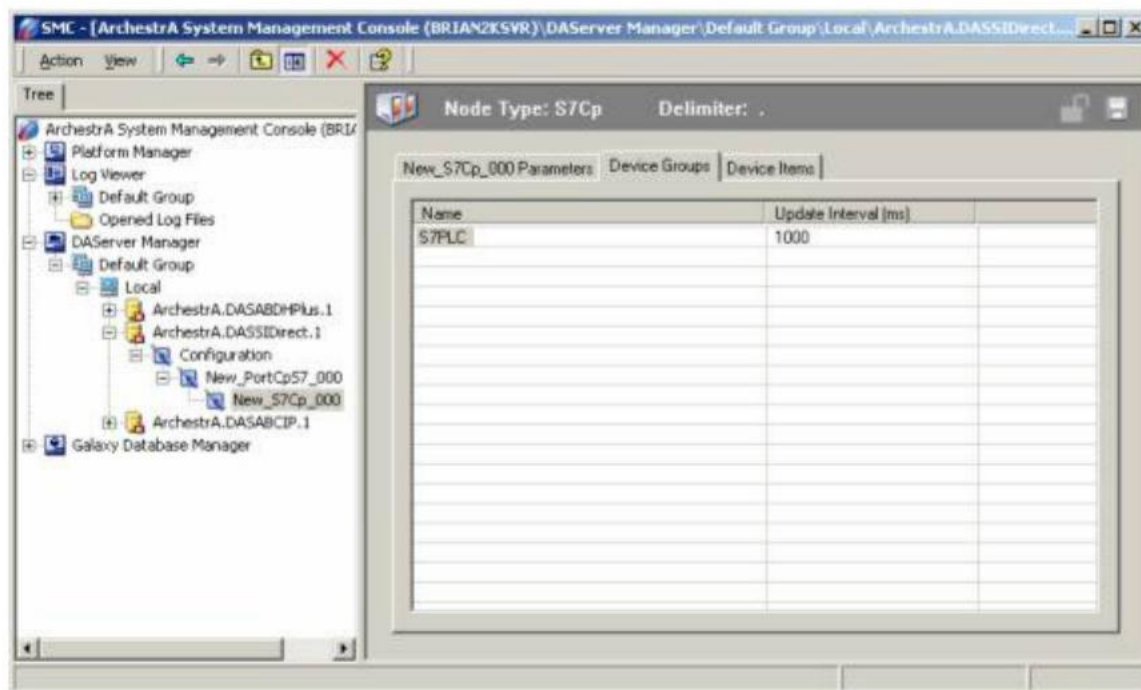 SMC - [ArchestrA System Management Console (BRIAN2KSVR)\DAServer Manager\Default Group\Local\ArchestrA.DASSIDirect....
Action View
Tree
ArchestrA System Management Console (BRIA
Platform Manager
Log Viewer
Default Group
Opened Log Files
DAServer Manager
Default Group
Local
ArchestrA.DASABDHPlus.1
ArchestrA.DASSIDirect.1
Configuration
New_PortCpS7_000
New_S7Cp_000
ArchestrA.DASABCIP.1
Galaxy Database Manager
Node Type: S7Cp Delimiter: .
New_S7Cp_000 Parameters Device Groups Device Items
Name Update Interval (ms)
S7PLC 1000